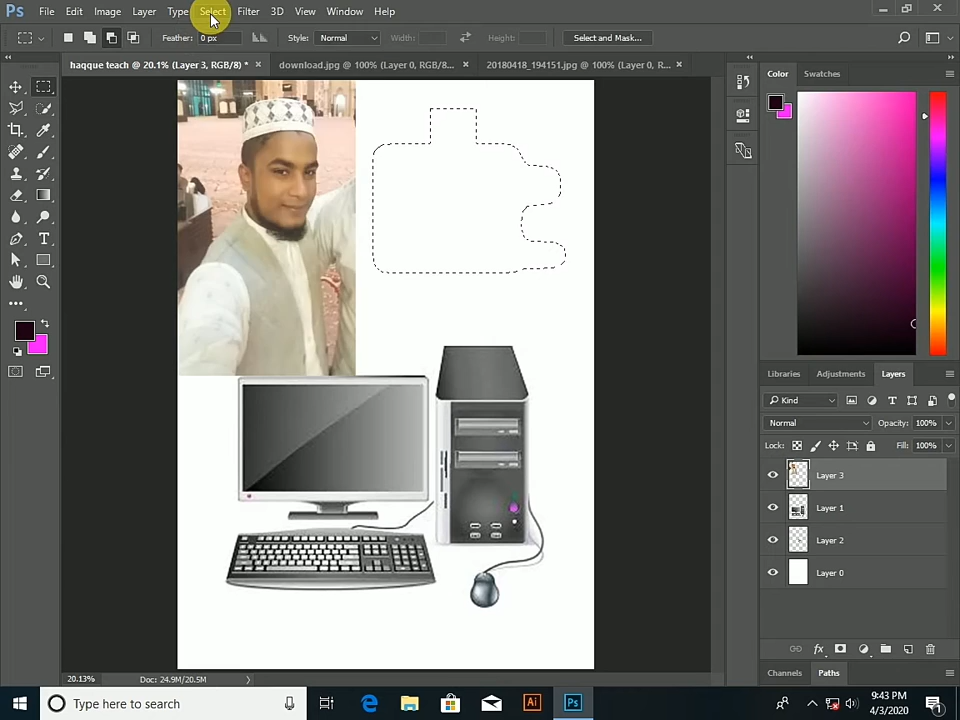 Ps File Edit Image Layer Type Select Filter 3D View Window Help
Feather: 0 px Style: Normal Width: Height: Select and Mask...
haqque teach @ 20.1% (Layer 3, RGB/8) * × download.jpg @ 100% (Layer 0, RGB/8... × 20180418_194151.jpg @ 100% (Layer 0, R... ×
Color Swatches
Libraries Adjustments Layers
Kind
Normal Opacity: 100%
Lock: Fill: 100%
Layer 3
Layer 1
Layer 2
Layer 0
fx
Channels Paths
20.13% Doc: 24.9M/20.5M
Type here to search
Ai Ps
9:43 PM
4/3/2020